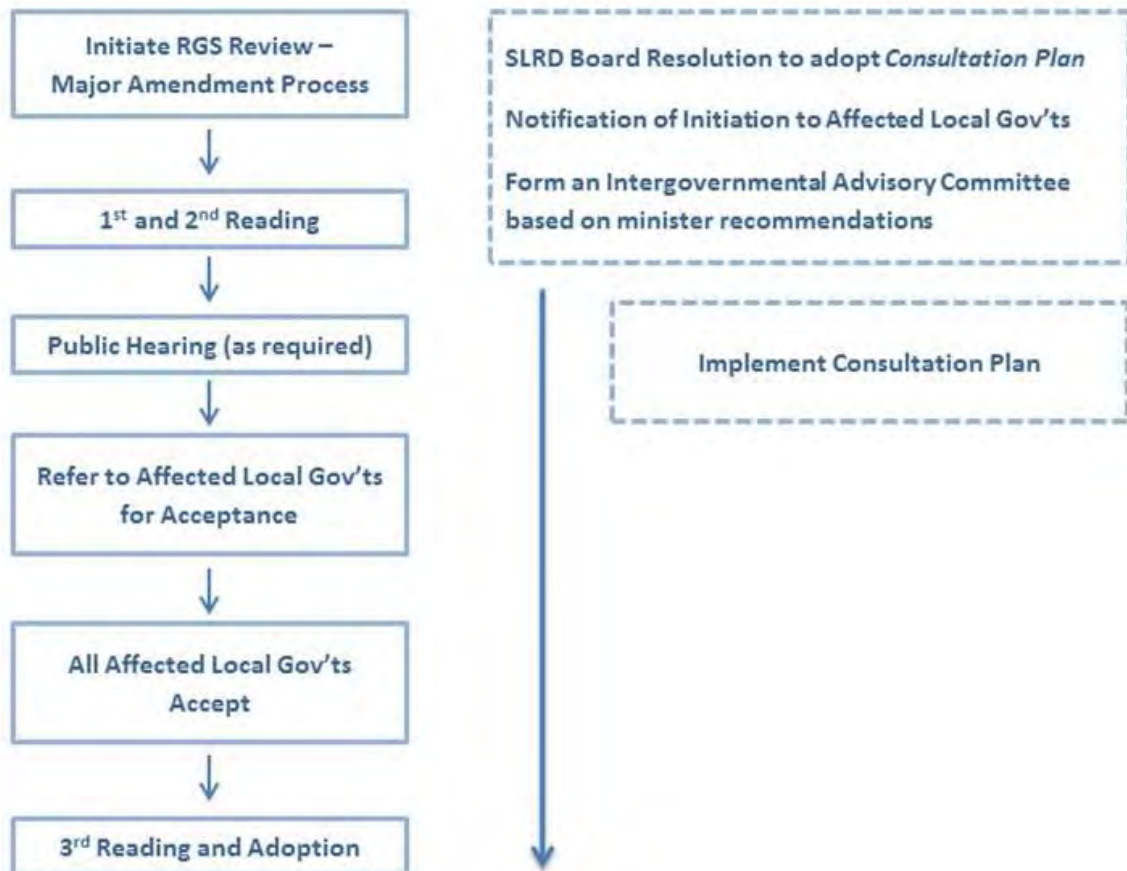 Initiate RGS Review –
Major Amendment Process
1st and 2nd Reading
Public Hearing (as required)
Refer to Affected Local Gov’ts
for Acceptance
All Affected Local Gov’ts
Accept
3rd Reading and Adoption
SLRD Board Resolution to adopt Consultation Plan
Notification of Initiation to Affected Local Gov’ts
Form an Intergovernmental Advisory Committee
based on minister recommendations
Implement Consultation Plan